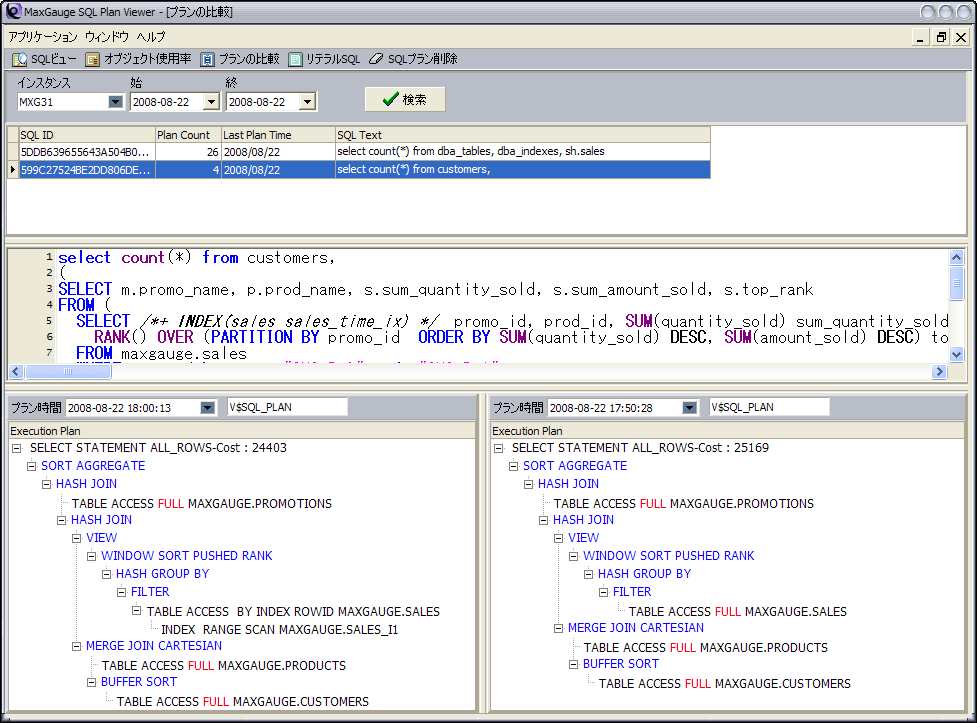 MaxGauge SQL Plan Viewer - [プランの比較]
アプリケーション ウィンドウ ヘルプ
SQLビュー オブジェクト使用率 プランの比較 リテラルSQL SQLプラン削除
インスタンス 始 終
MXG31 2008-08-22 2008-08-22 検索
SQL ID Plan Count Last Plan Time SQL Text
5DDB639655643A504B0... 26 2008/08/22 select count(*) from dba_tables, dba_indexes, sh.sales
599C27524BE2DD806DE... 4 2008/08/22 select count(*) from customers,
1 select count(*) from customers,
2 (
3 SELECT m.promo_name, p.prod_name, s.sum_quantity_sold, s.sum_amount_sold, s.top_rank
4 FROM (
5 SELECT /*+ INDEX(sales sales_time_ix) */ promo_id, prod_id, SUM(quantity_sold) sum_quantity_sold
6 RANK() OVER (PARTITION BY promo_id ORDER BY SUM(quantity_sold) DESC, SUM(amount_sold) DESC) to
7 FROM maxgauge.sales
プラン時間 2008-08-22 18:00:13 V$SQL_PLAN
Execution Plan
SELECT STATEMENT ALL_ROWS-Cost : 24403
SORT AGGREGATE
HASH JOIN
TABLE ACCESS FULL MAXGAUGE.PROMOTIONS
HASH JOIN
VIEW
WINDOW SORT PUSHED RANK
HASH GROUP BY
FILTER
TABLE ACCESS BY INDEX ROWID MAXGAUGE.SALES
INDEX RANGE SCAN MAXGAUGE.SALES_I1
MERGE JOIN CARTESIAN
TABLE ACCESS FULL MAXGAUGE.PRODUCTS
BUFFER SORT
TABLE ACCESS FULL MAXGAUGE.CUSTOMERS
プラン時間 2008-08-22 17:50:28 V$SQL_PLAN
Execution Plan
SELECT STATEMENT ALL_ROWS-Cost : 25169
SORT AGGREGATE
HASH JOIN
TABLE ACCESS FULL MAXGAUGE.PROMOTIONS
HASH JOIN
VIEW
WINDOW SORT PUSHED RANK
HASH GROUP BY
FILTER
TABLE ACCESS FULL MAXGAUGE.SALES
MERGE JOIN CARTESIAN
TABLE ACCESS FULL MAXGAUGE.PRODUCTS
BUFFER SORT
TABLE ACCESS FULL MAXGAUGE.CUSTOMERS